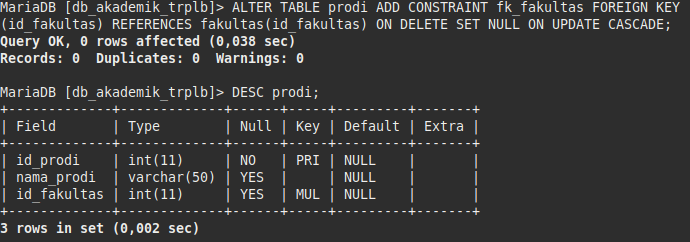 MariaDB [db_akademik_trplb]> ALTER TABLE prodi ADD CONSTRAINT fk_fakultas FOREIGN KEY
(id_fakultas) REFERENCES fakultas(id_fakultas) ON DELETE SET NULL ON UPDATE CASCADE;
Query OK, 0 rows affected (0,038 sec)
Records: 0  Duplicates: 0  Warnings: 0

MariaDB [db_akademik_trplb]> DESC prodi;
+-------------+-------------+------+-----+---------+-------+
| Field       | Type        | Null | Key | Default | Extra |
+-------------+-------------+------+-----+---------+-------+
| id_prodi    | int(11)     | NO   | PRI | NULL    |       |
| nama_prodi  | varchar(50) | YES  |     | NULL    |       |
| id_fakultas | int(11)     | YES  | MUL | NULL    |       |
+-------------+-------------+------+-----+---------+-------+
3 rows in set (0,002 sec)